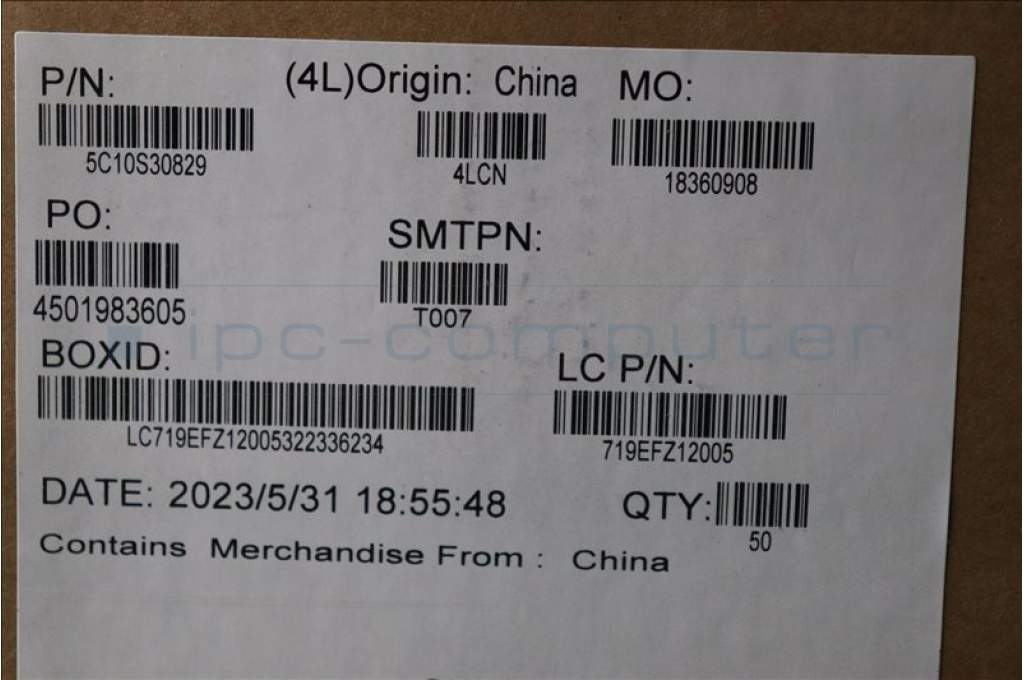 P/N: (4L)Origin: China MO:
5C10S30829 4LCN 18360908
PO: SMTPN:
4501983605 T007
ipc-computer
BOXID: LC P/N:
LC719EFZ12005322336234 719EFZ12005
DATE: 2023/5/31 18:55:48 QTY:
50
Contains Merchandise From : China